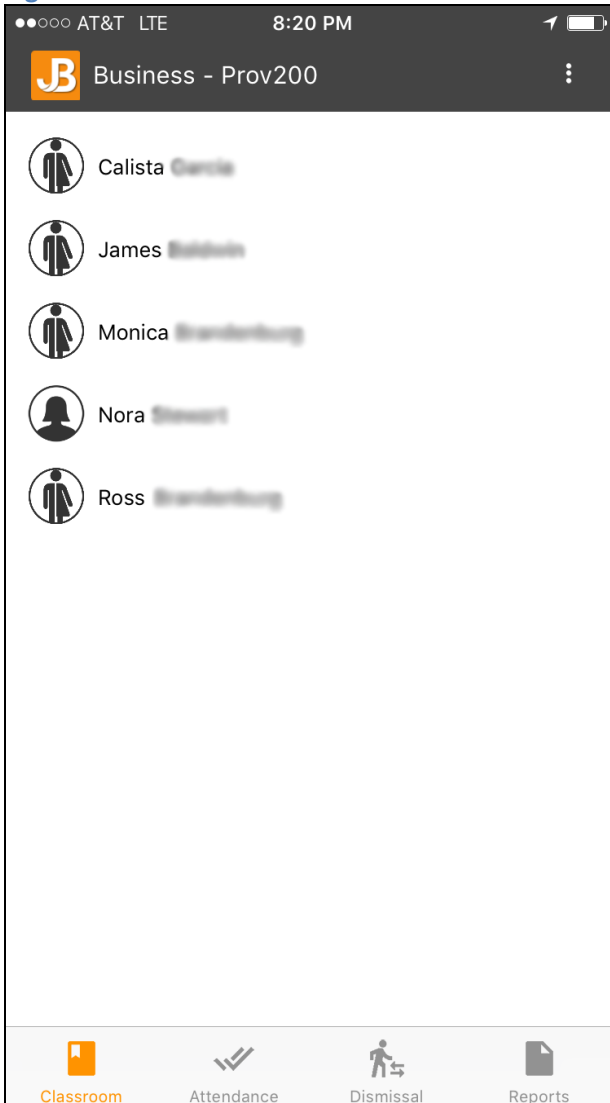 AT&T LTE 8:20 PM
JB Business - Prov200
Calista
James
Monica
Nora
Ross
Classroom Attendance Dismissal Reports